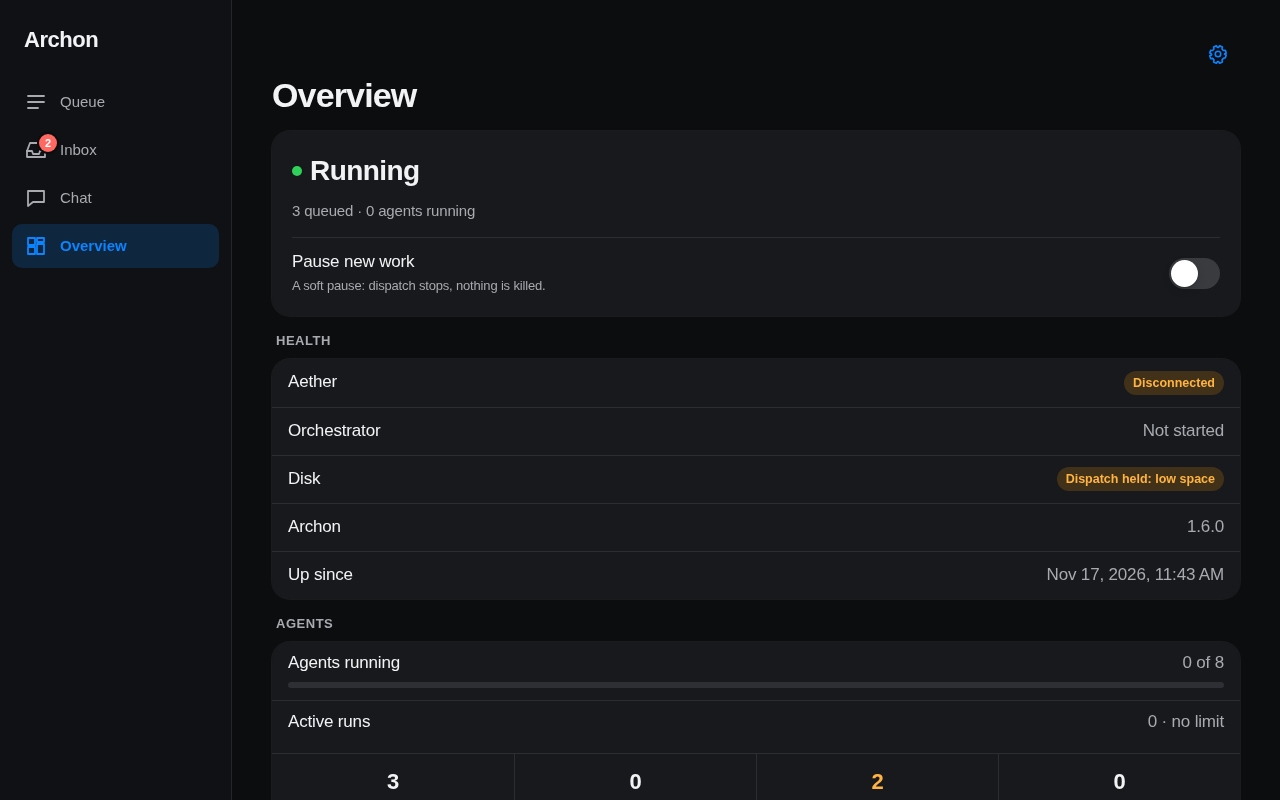 Archon
Queue
2
Inbox
Chat
Overview
Overview
Running
3 queued · 0 agents running
Pause new work
A soft pause: dispatch stops, nothing is killed.
HEALTH
Aether
Disconnected
Orchestrator
Not started
Disk
Dispatch held: low space
Archon
1.6.0
Up since
Nov 17, 2026, 11:43 AM
AGENTS
Agents running
0 of 8
Active runs
0 · no limit
3
0
2
0